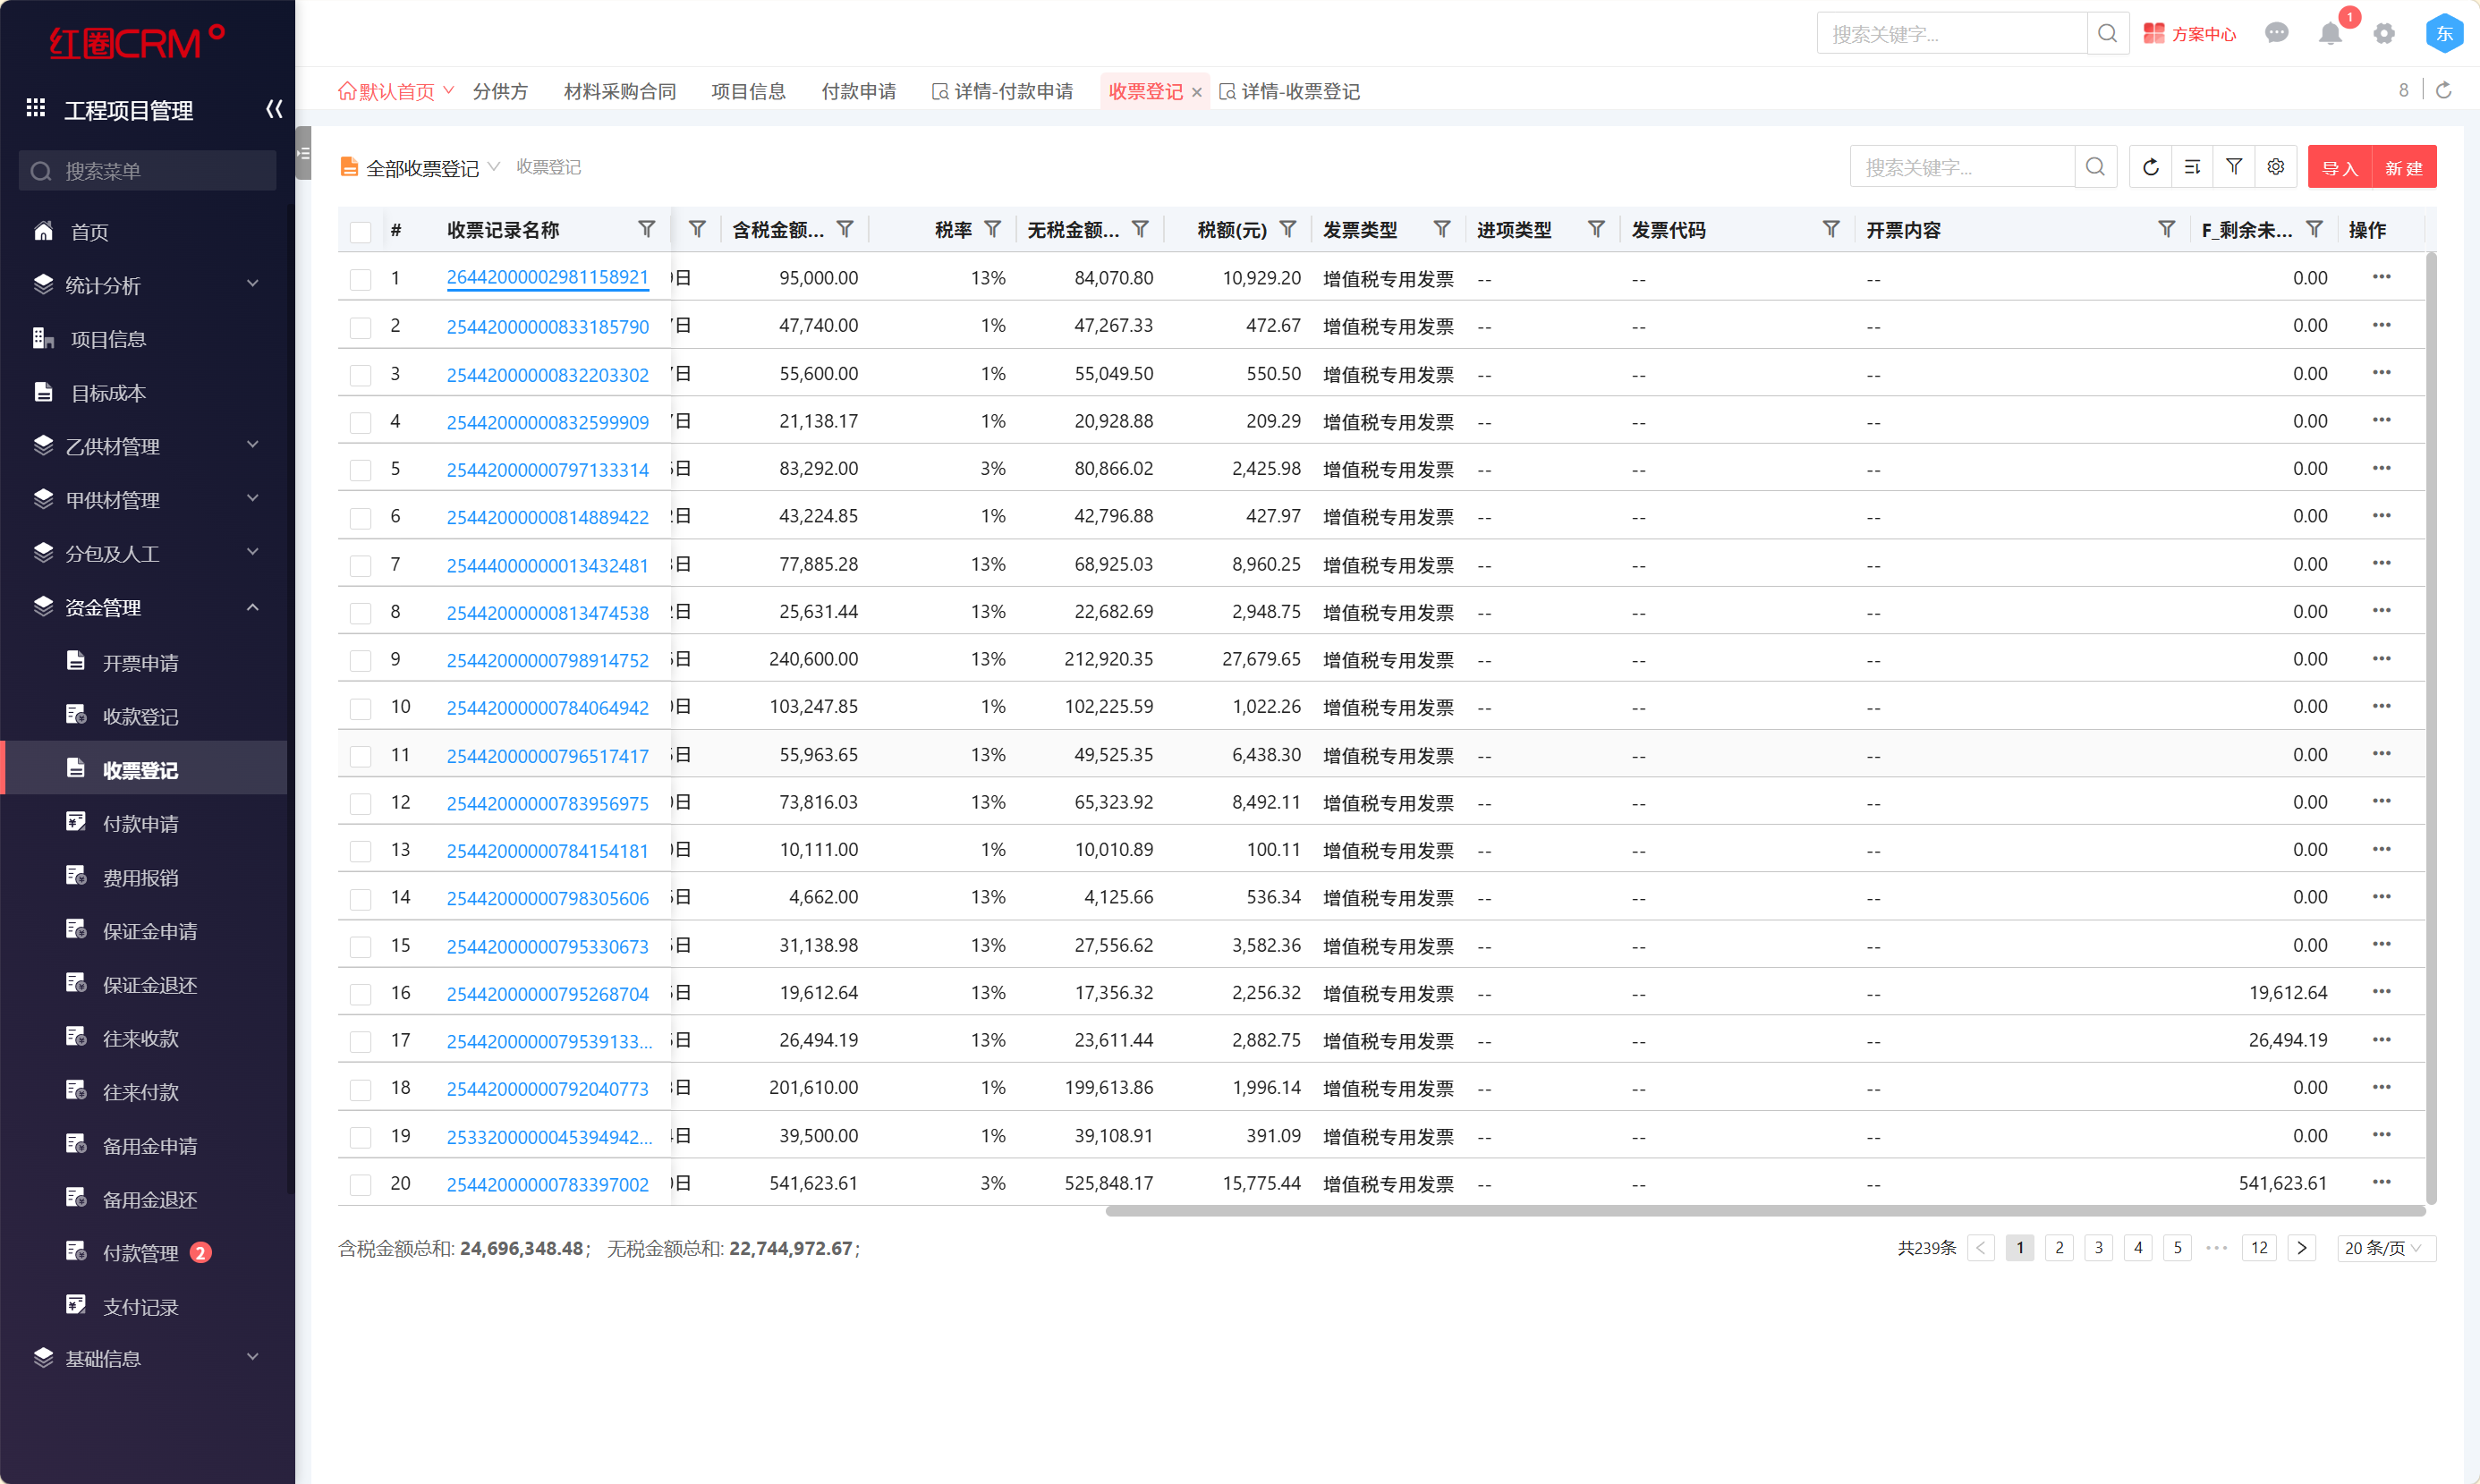 红圈CRM
搜索关键字...
方案中心
1
东
工程项目管理
默认首页 分供方 材料采购合同 项目信息 付款申请 详情-付款申请 收票登记 详情-收票登记 8
搜索菜单
首页
统计分析
项目信息
目标成本
乙供材管理
甲供材管理
分包及人工
资金管理
开票申请
收款登记
收票登记
付款申请
费用报销
保证金申请
保证金退还
往来收款
往来付款
备用金申请
备用金退还
付款管理 2
支付记录
基础信息
全部收票登记 收票登记
搜索关键字...
导入 新建
# 收票记录名称 含税金额... 税率 无税金额... 税额(元) 发票类型 进项类型 发票代码 开票内容 F_剩余未... 操作
1 26442000002981158921 日 95,000.00 13% 84,070.80 10,929.20 增值税专用发票 -- -- -- 0.00 •••
2 25442000000833185790 日 47,740.00 1% 47,267.33 472.67 增值税专用发票 -- -- -- 0.00 •••
3 25442000000832203302 日 55,600.00 1% 55,049.50 550.50 增值税专用发票 -- -- -- 0.00 •••
4 25442000000832599909 日 21,138.17 1% 20,928.88 209.29 增值税专用发票 -- -- -- 0.00 •••
5 25442000000797133314 日 83,292.00 3% 80,866.02 2,425.98 增值税专用发票 -- -- -- 0.00 •••
6 25442000000814889422 日 43,224.85 1% 42,796.88 427.97 增值税专用发票 -- -- -- 0.00 •••
7 25444000000013432481 日 77,885.28 13% 68,925.03 8,960.25 增值税专用发票 -- -- -- 0.00 •••
8 25442000000813474538 日 25,631.44 13% 22,682.69 2,948.75 增值税专用发票 -- -- -- 0.00 •••
9 25442000000798914752 日 240,600.00 13% 212,920.35 27,679.65 增值税专用发票 -- -- -- 0.00 •••
10 25442000000784064942 日 103,247.85 1% 102,225.59 1,022.26 增值税专用发票 -- -- -- 0.00 •••
11 25442000000796517417 日 55,963.65 13% 49,525.35 6,438.30 增值税专用发票 -- -- -- 0.00 •••
12 25442000000783956975 日 73,816.03 13% 65,323.92 8,492.11 增值税专用发票 -- -- -- 0.00 •••
13 25442000000784154181 日 10,111.00 1% 10,010.89 100.11 增值税专用发票 -- -- -- 0.00 •••
14 25442000000798305606 日 4,662.00 13% 4,125.66 536.34 增值税专用发票 -- -- -- 0.00 •••
15 25442000000795330673 日 31,138.98 13% 27,556.62 3,582.36 增值税专用发票 -- -- -- 0.00 •••
16 25442000000795268704 日 19,612.64 13% 17,356.32 2,256.32 增值税专用发票 -- -- -- 19,612.64 •••
17 2544200000079539133... 日 26,494.19 13% 23,611.44 2,882.75 增值税专用发票 -- -- -- 26,494.19 •••
18 25442000000792040773 日 201,610.00 1% 199,613.86 1,996.14 增值税专用发票 -- -- -- 0.00 •••
19 2533200000045394942... 日 39,500.00 1% 39,108.91 391.09 增值税专用发票 -- -- -- 0.00 •••
20 25442000000783397002 日 541,623.61 3% 525,848.17 15,775.44 增值税专用发票 -- -- -- 541,623.61 •••
含税金额总和: 24,696,348.48; 无税金额总和: 22,744,972.67;
共239条 < 1 2 3 4 5 ••• 12 > 20 条/页